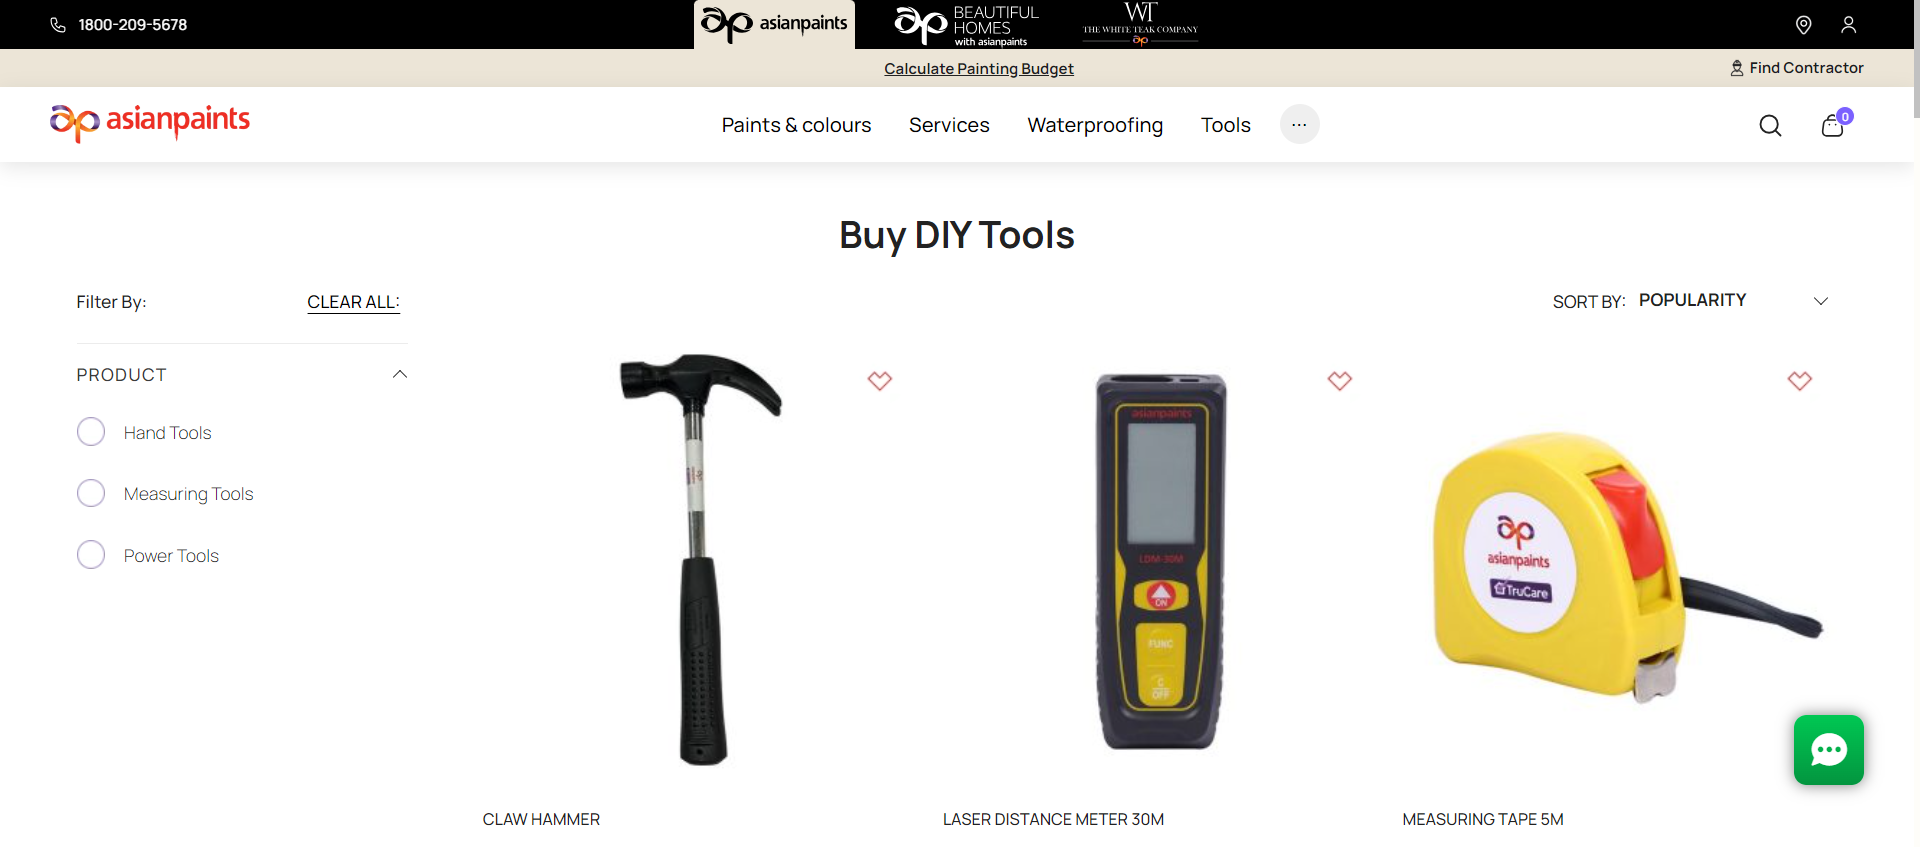 1800-209-5678
asianpaints
BEAUTIFUL
HOMES
with asianpaints
WT
THE WHITE TEAK COMPANY
Calculate Painting Budget
Find Contractor
asianpaints
Paints & colours
Services
Waterproofing
Tools
...
0
Buy DIY Tools
Filter By:
CLEAR ALL:
SORT BY: POPULARITY
PRODUCT
Hand Tools
Measuring Tools
Power Tools
asianpaints
LDM-30M
ON
FUNC
C
OFF
asianpaints
TruCare
CLAW HAMMER
LASER DISTANCE METER 30M
MEASURING TAPE 5M